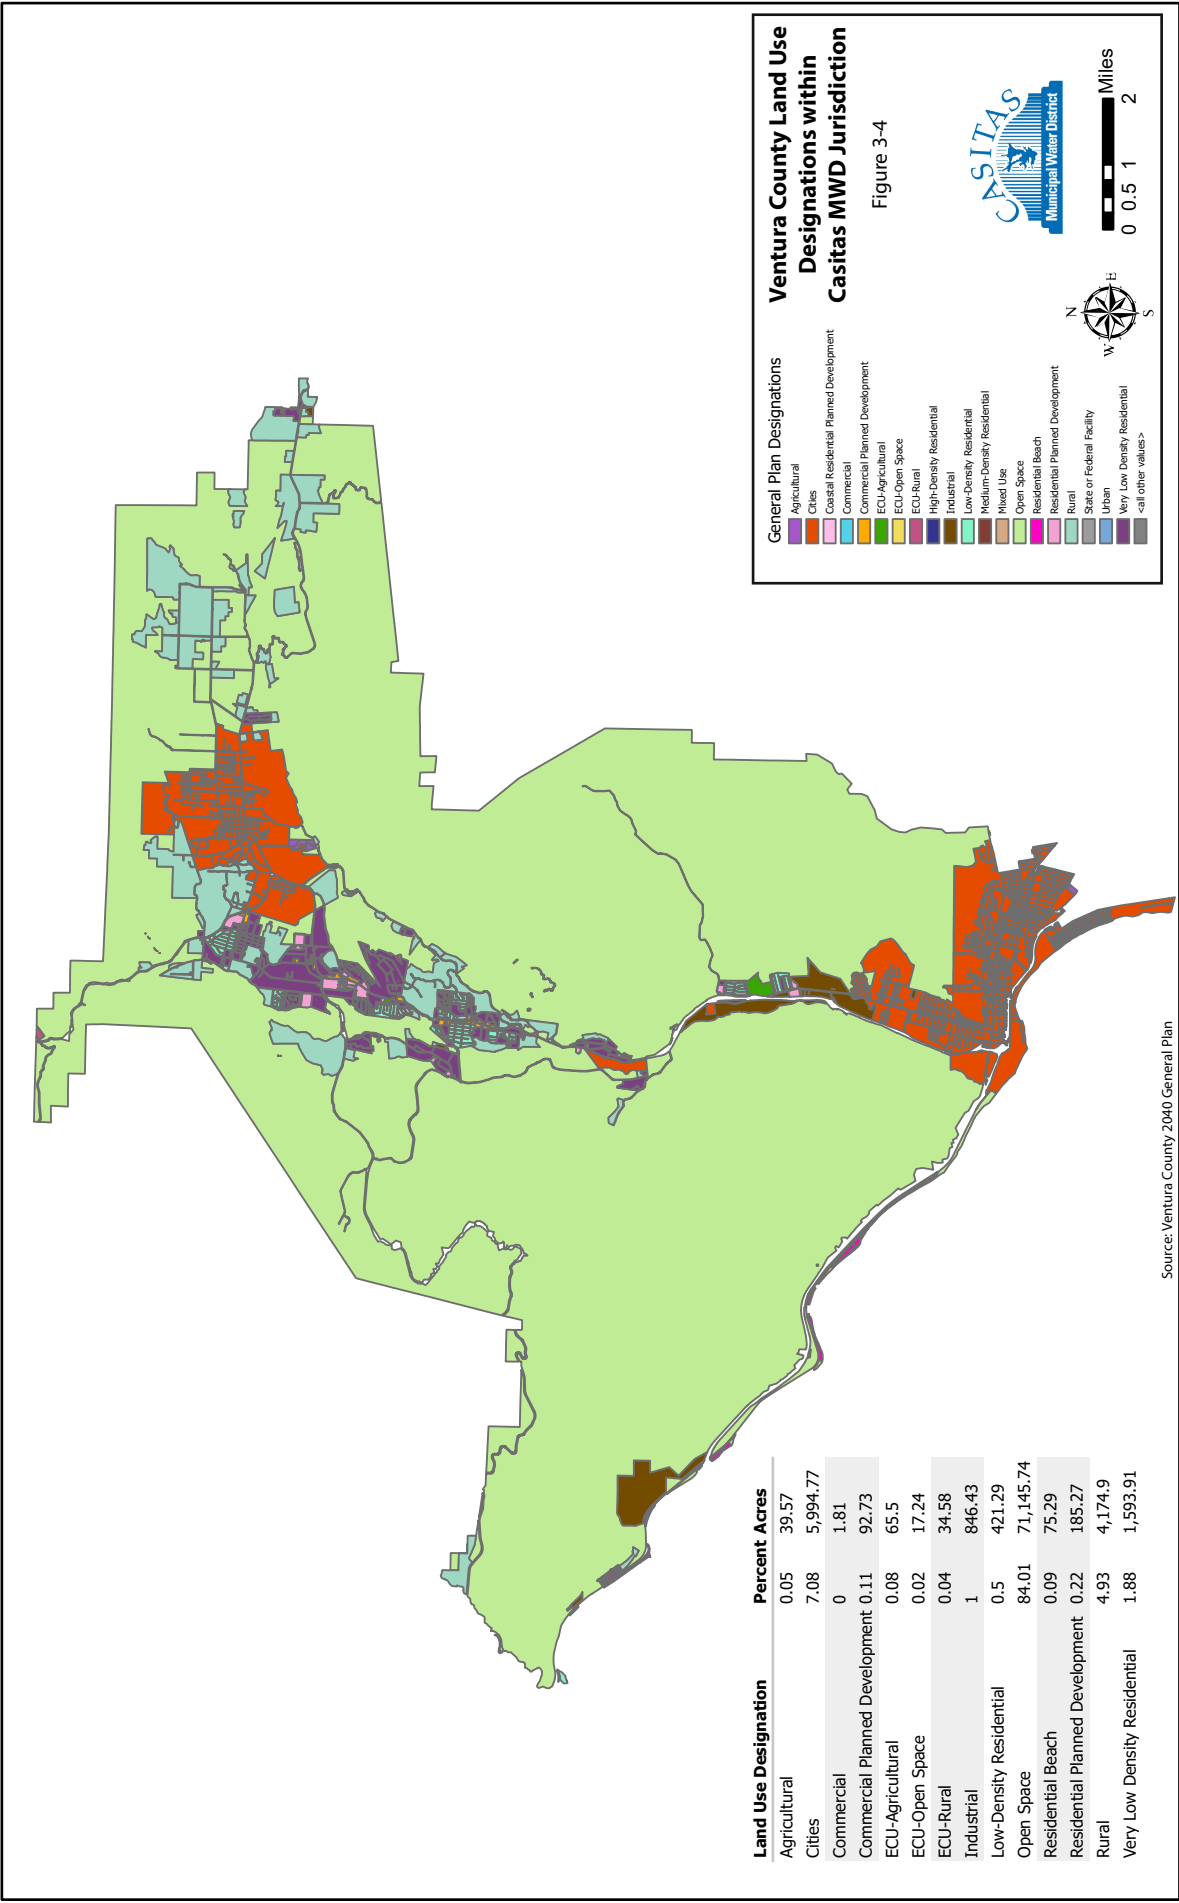 Ventura County Land Use
Designations within
Casitas MWD Jurisdiction
Figure 3-4
General Plan Designations
Agricultural
Cities
Coastal Residential Planned Development
Commercial
Commercial Planned Development
ECU-Agricultural
ECU-Open Space
ECU-Rural
High-Density Residential
Industrial
Low-Density Residential
Medium-Density Residential
Mixed Use
Open Space
Residential Beach
Residential Planned Development
Rural
State or Federal Facility
Urban
Very Low Density Residential
<all other values>
CASITAS
Municipal Water District
N
W E
S
0 0.5 1 2 Miles
Land Use Designation Percent Acres
Agricultural 0.05 39.57
Cities 7.08 5,994.77
Commercial 0 1.81
Commercial Planned Development 0.11 92.73
ECU-Agricultural 0.08 65.5
ECU-Open Space 0.02 17.24
ECU-Rural 0.04 34.58
Industrial 1 846.43
Low-Density Residential 0.5 421.29
Open Space 84.01 71,145.74
Residential Beach 0.09 75.29
Residential Planned Development 0.22 185.27
Rural 4.93 4,174.9
Very Low Density Residential 1.88 1,593.91
Source: Ventura County 2040 General Plan